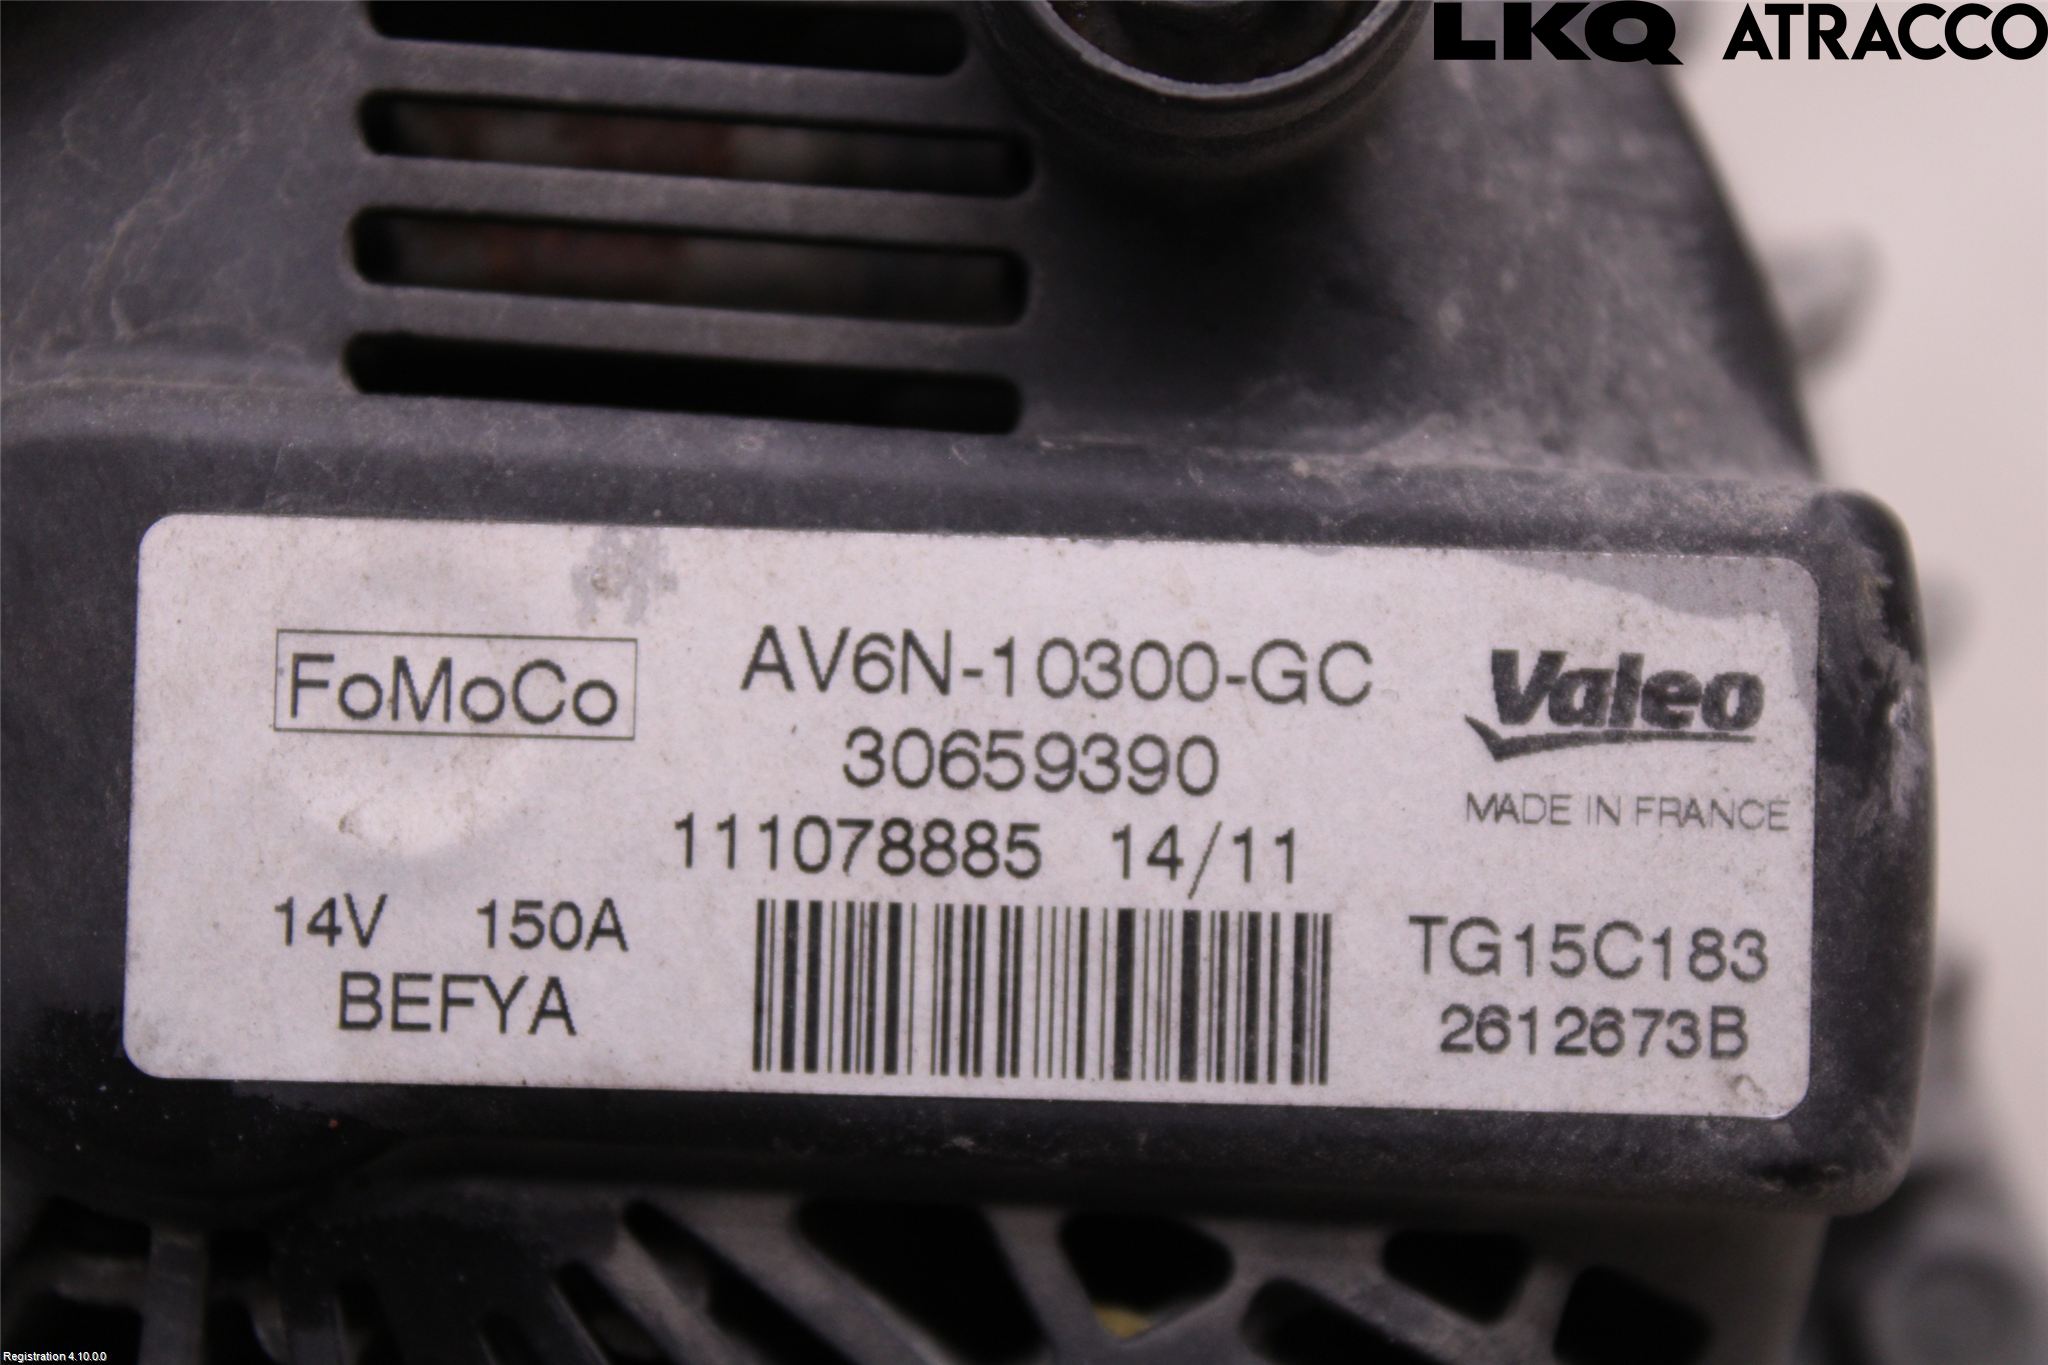 LKQ ATRACCO
FoMoCo
AV6N-10300-GC
30659390
111078885 14/11
Valeo
MADE IN FRANCE
14V 150A
BEFYA
TG15C183
2612673B
Registration 4.10.0.0